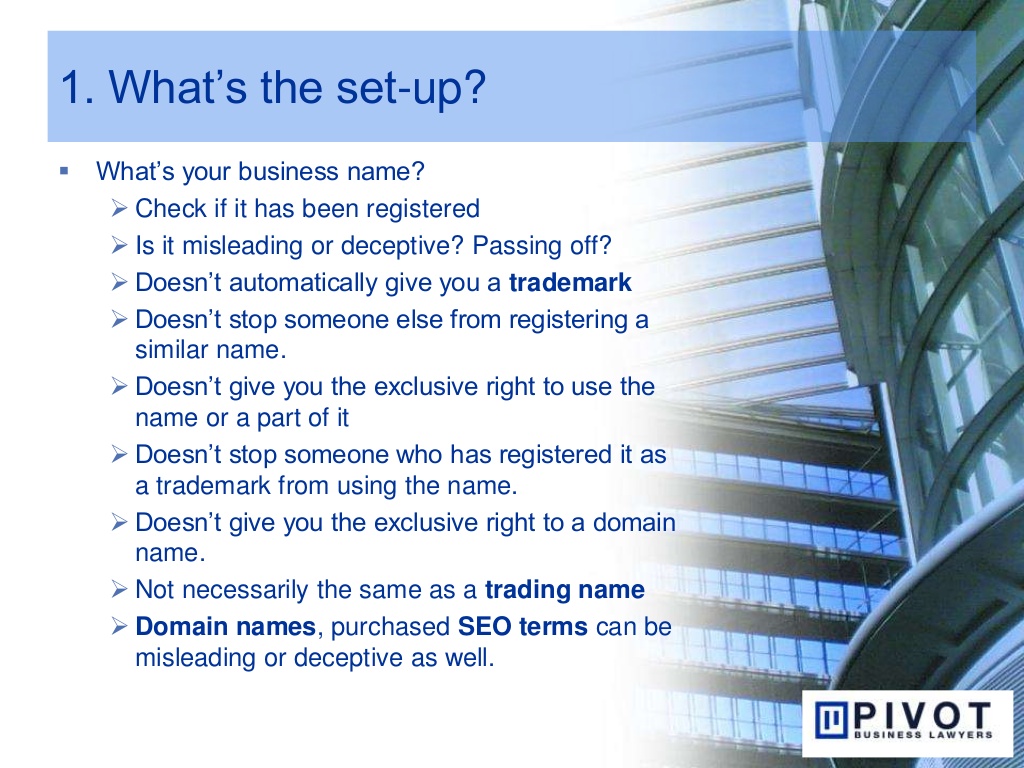 1. What’s the set-up?
What’s your business name?
Check if it has been registered
Is it misleading or deceptive? Passing off?
Doesn’t automatically give you a trademark
Doesn’t stop someone else from registering a
similar name.
Doesn’t give you the exclusive right to use the
name or a part of it
Doesn’t stop someone who has registered it as
a trademark from using the name.
Doesn’t give you the exclusive right to a domain
name.
Not necessarily the same as a trading name
Domain names, purchased SEO terms can be
misleading or deceptive as well.
PIVOT
BUSINESS LAWYERS